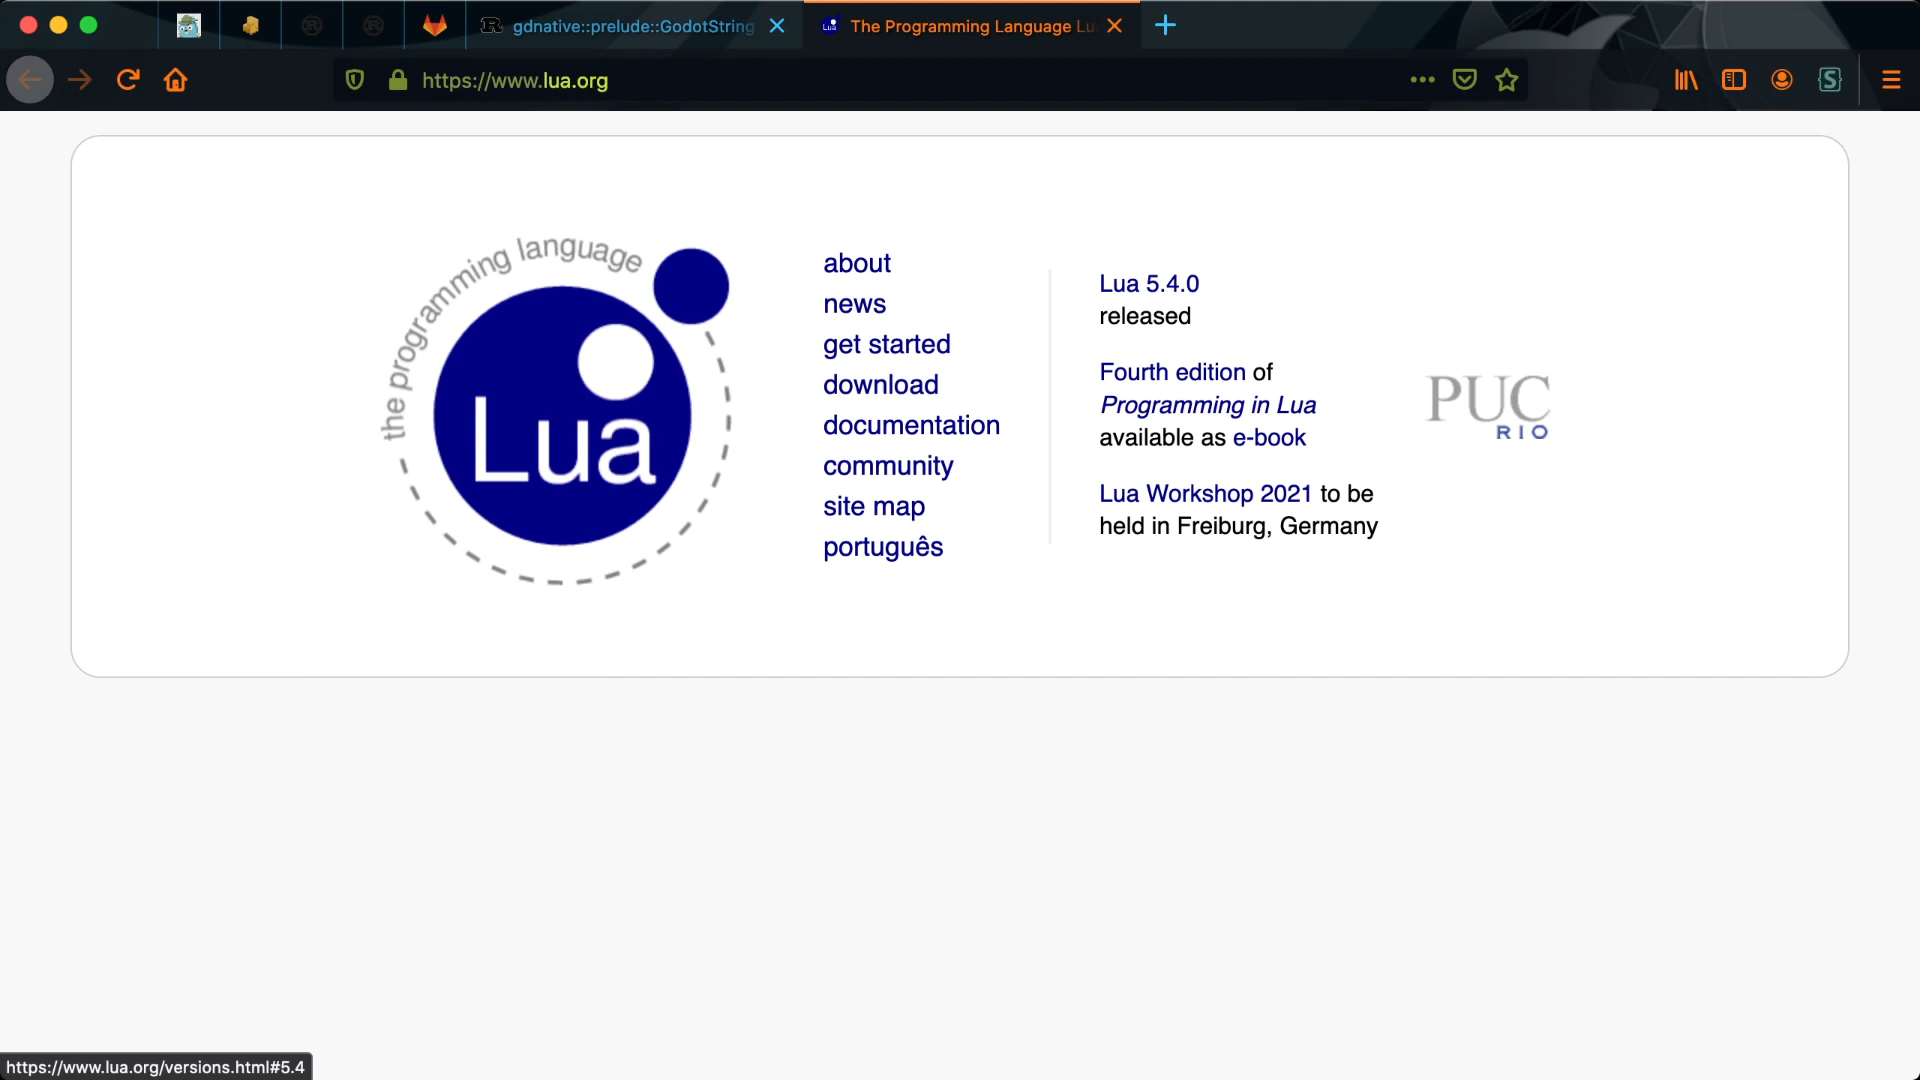 gdnative::prelude::GodotString
The Programming Language Lu
https://www.lua.org
the programming language
Lua
about
news
get started
download
documentation
community
site map
português
Lua 5.4.0
released
Fourth edition of
Programming in Lua
available as e-book
Lua Workshop 2021 to be
held in Freiburg, Germany
PUC
RIO
https://www.lua.org/versions.html#5.4